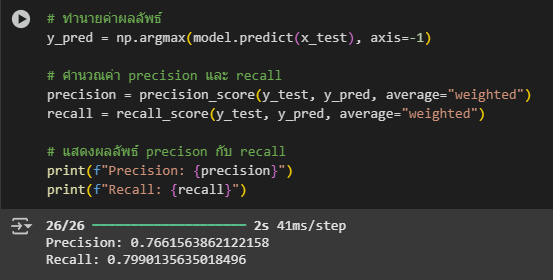 # ทำนายค่าผลลัพธ์
y_pred = np.argmax(model.predict(x_test), axis=-1)
# คำนวณค่า precision และ recall
precision = precision_score(y_test, y_pred, average="weighted")
recall = recall_score(y_test, y_pred, average="weighted")
# แสดงผลลัพธ์ precison กับ recall
print(f"Precision: {precision}")
print(f"Recall: {recall}")
26/26 ━━━━━━━━━━━━━━━━━━━━ 2s 41ms/step
Precision: 0.7661563862122158
Recall: 0.7990135635018496